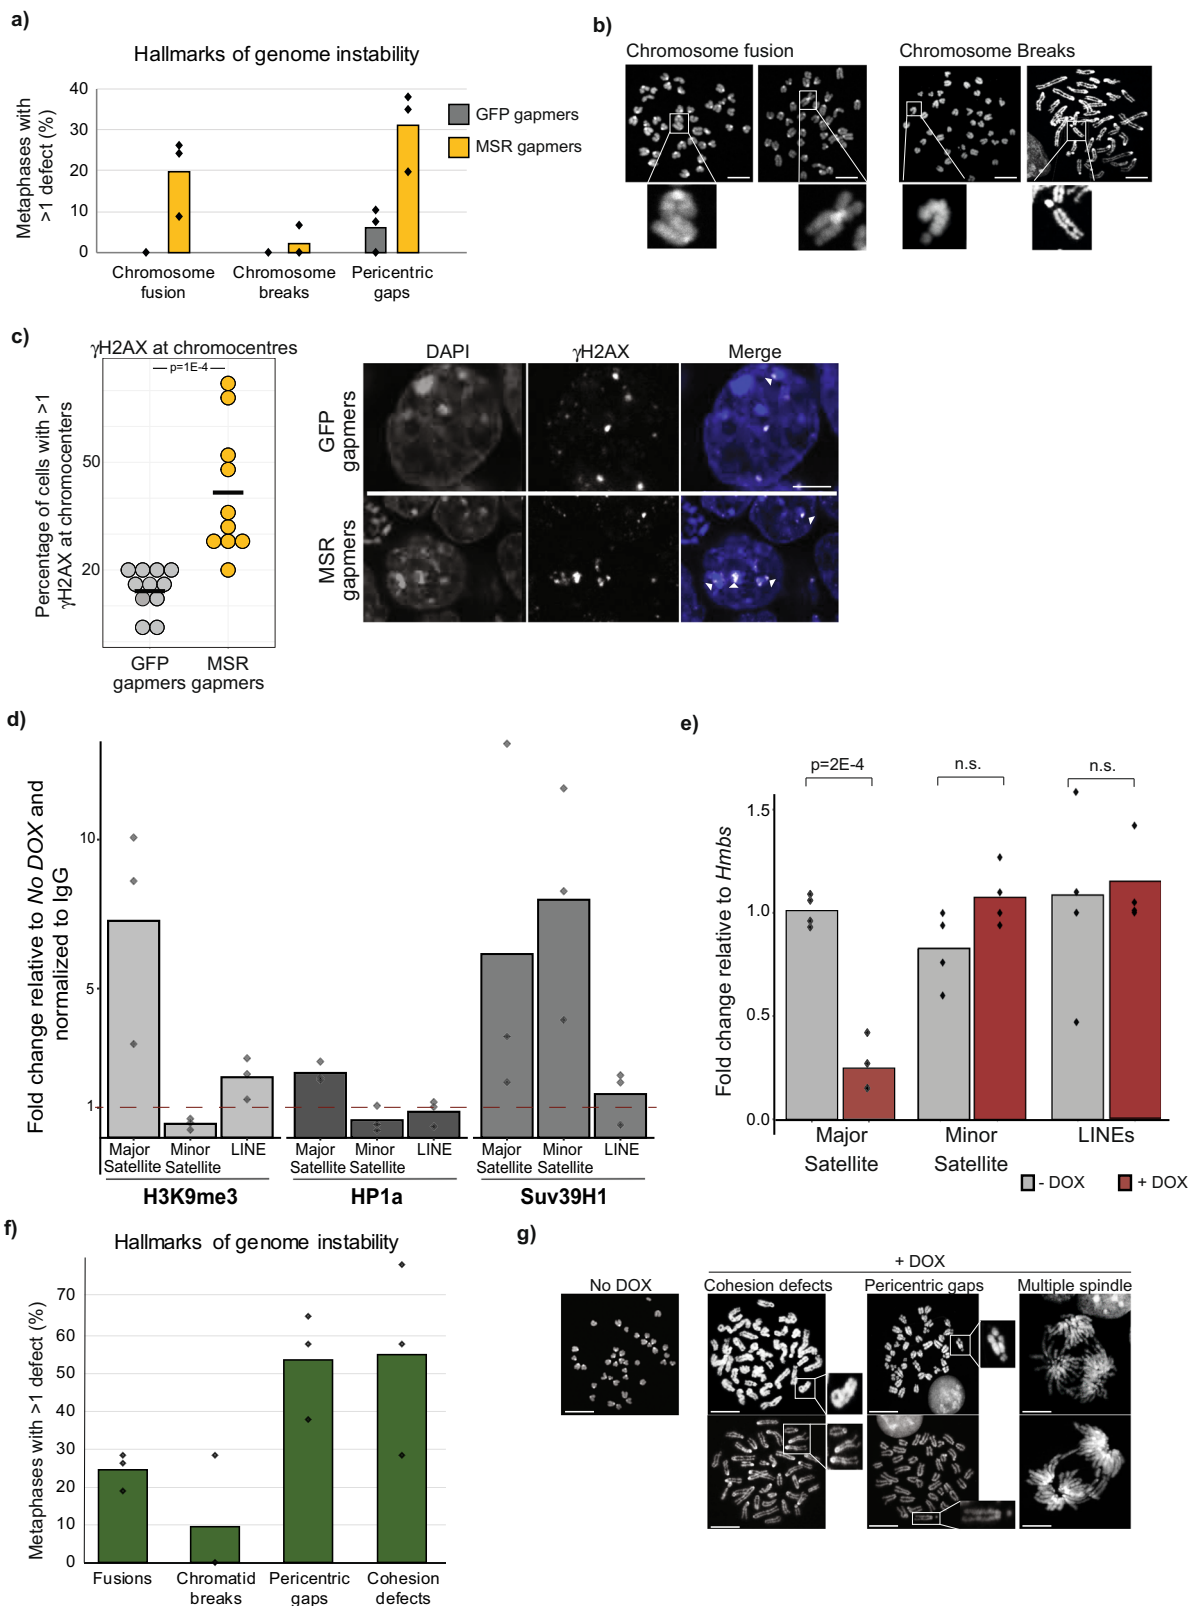 a)
Hallmarks of genome instability
Metaphases with
>1 defect (%)
40
30
20
10
0
GFP gapmers
MSR gapmers
Chromosome
fusion
Chromosome
breaks
Pericentric
gaps
b)
Chromosome fusion
Chromosome Breaks
c)
γH2AX at chromocentres
p=1E-4
Percentage of cells with >1
γH2AX at chromocenters
50
20
GFP
gapmers
MSR
gapmers
DAPI
γH2AX
Merge
GFP
gapmers
MSR
gapmers
d)
Fold change relative to No DOX and
normalized to IgG
10
5
1
Major
Satellite
Minor
Satellite
LINE
Major
Satellite
Minor
Satellite
LINE
Major
Satellite
Minor
Satellite
LINE
H3K9me3
HP1a
Suv39H1
e)
p=2E-4
n.s.
n.s.
Fold change relative to Hmbs
1.5
1.0
0.5
0.0
Major
Satellite
Minor
Satellite
LINEs
- DOX
+ DOX
f)
Hallmarks of genome instability
Metaphases with >1 defect (%)
70
60
50
40
30
20
10
0
Fusions
Chromatid
breaks
Pericentric
gaps
Cohesion
defects
g)
+ DOX
No DOX
Cohesion defects
Pericentric gaps
Multiple spindle